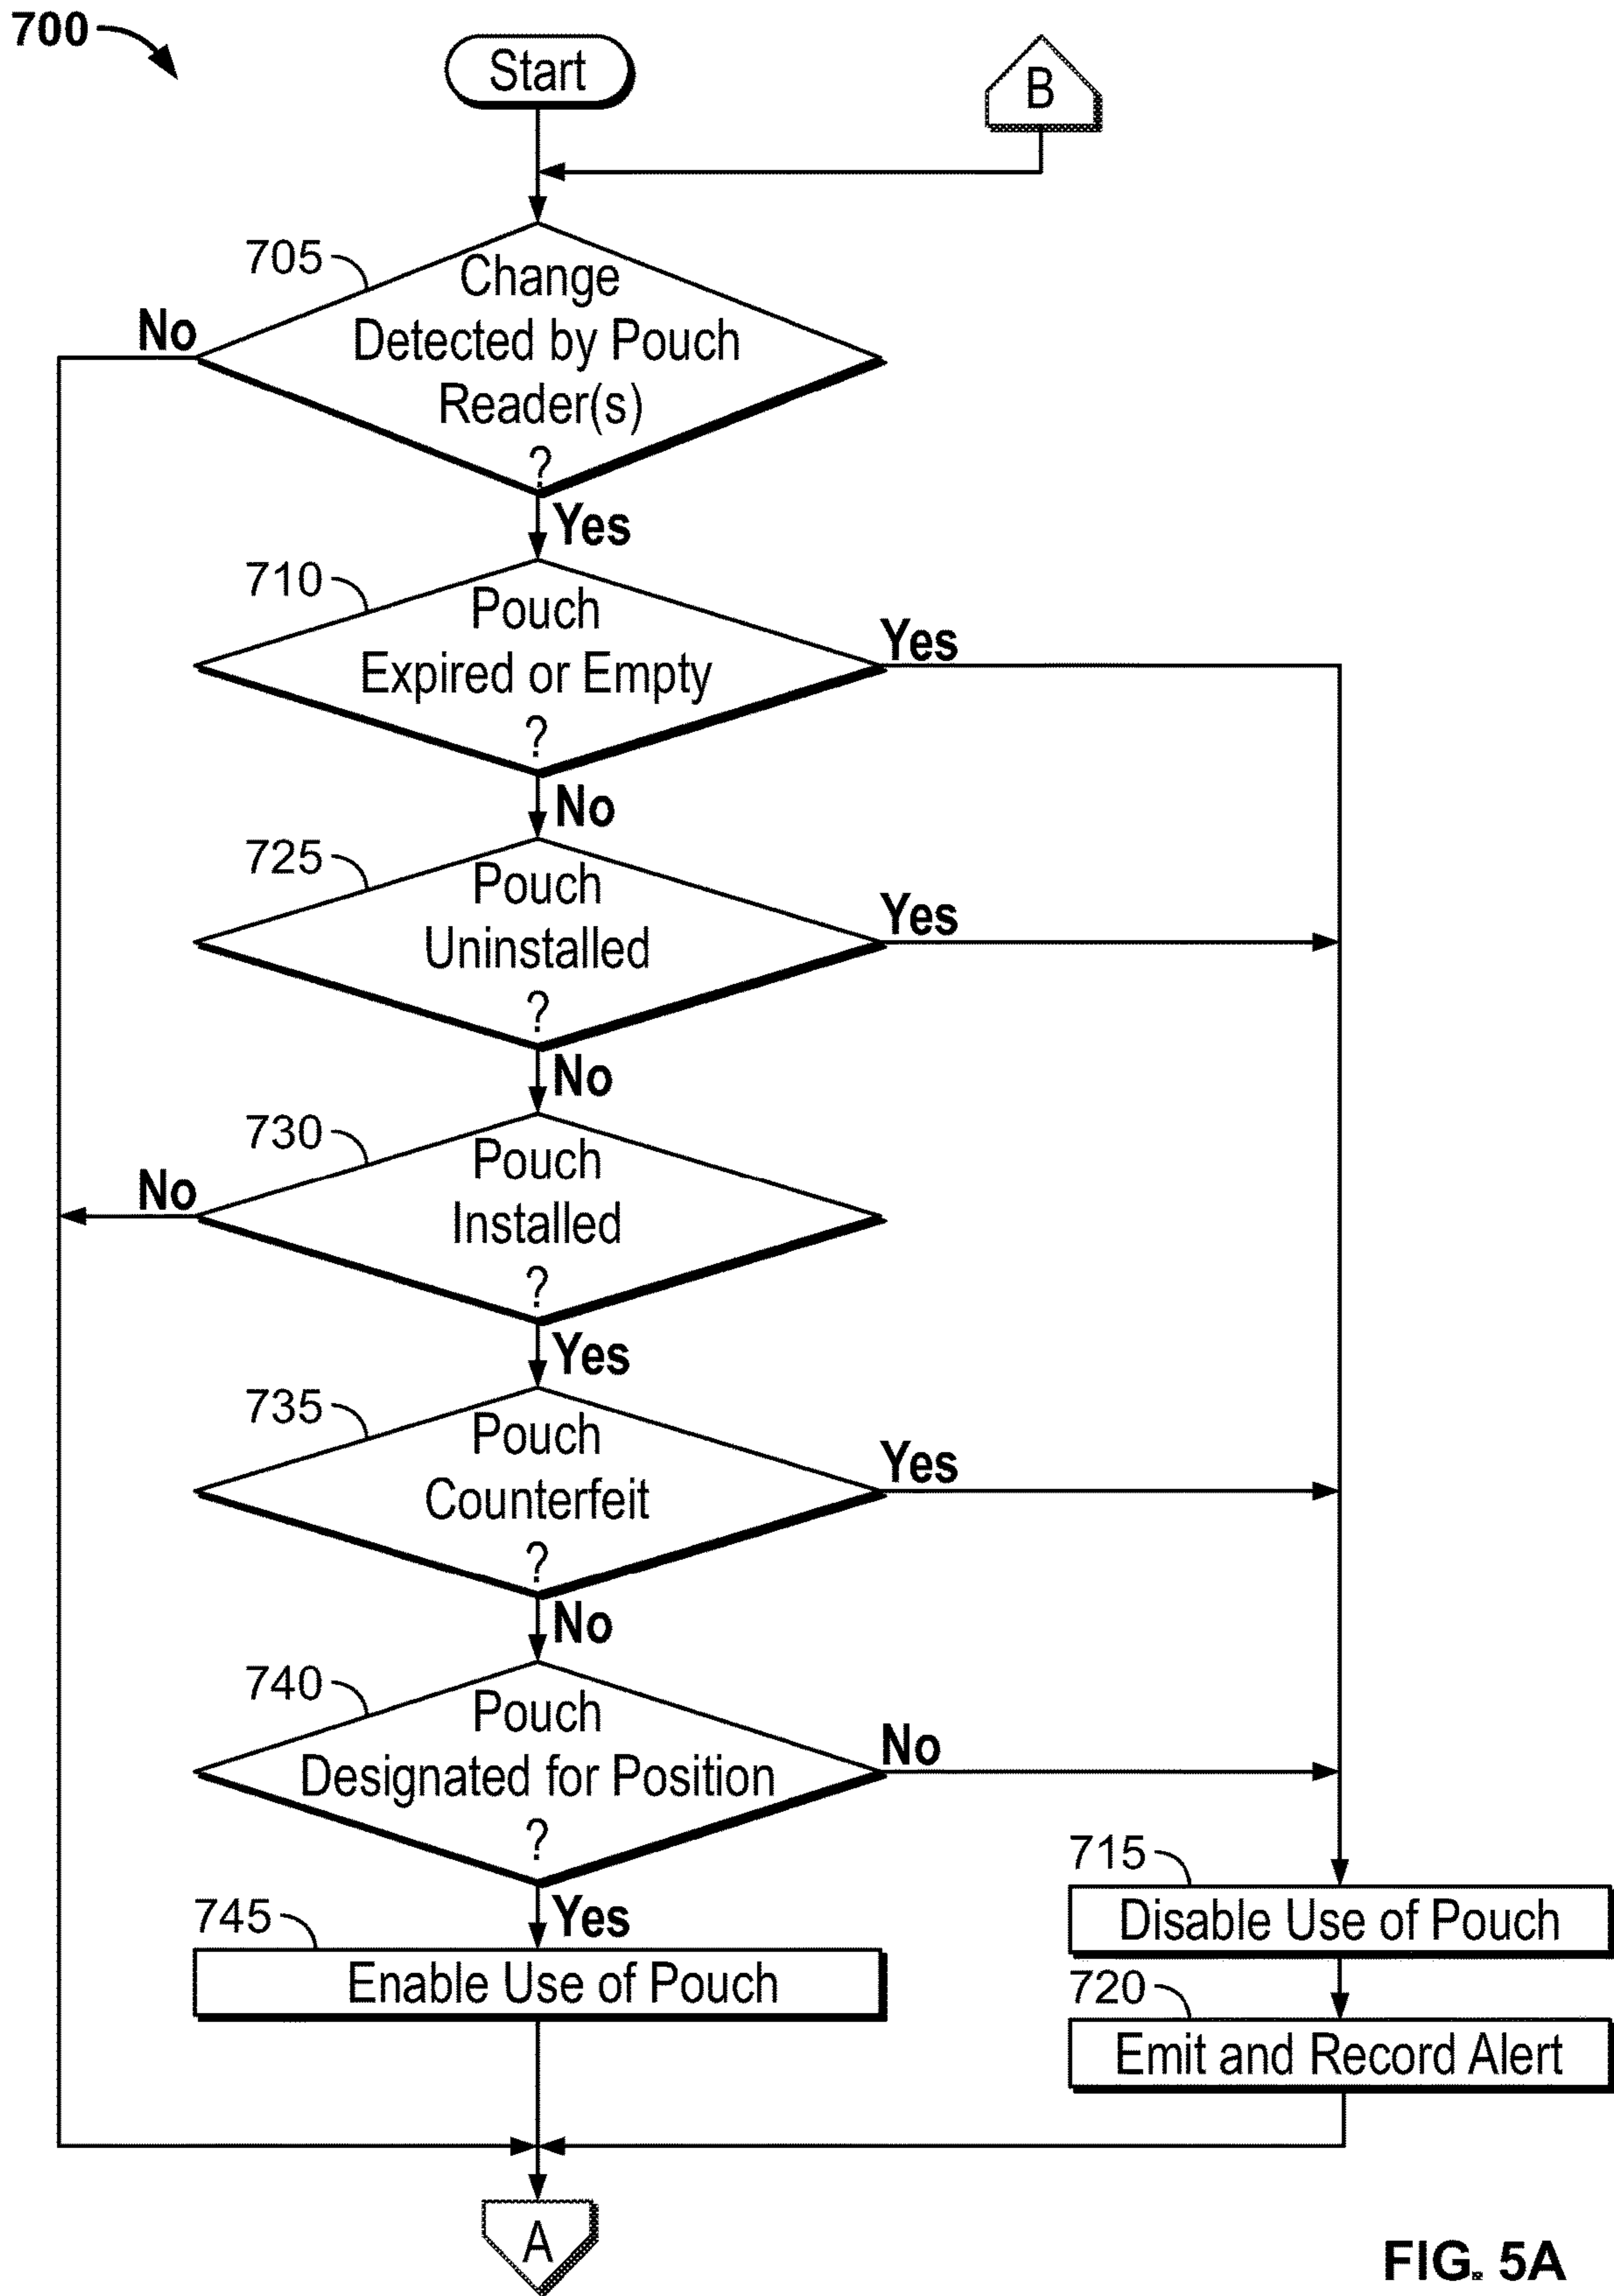 700
Start
B
705
Change
Detected by Pouch
Reader(s)
?
No
Yes
710
Pouch
Expired or Empty
?
Yes
No
725
Pouch
Uninstalled
?
Yes
No
730
Pouch
Installed
?
No
Yes
735
Pouch
Counterfeit
?
Yes
No
740
Pouch
Designated for Position
?
No
Yes
715
Disable Use of Pouch
745
Enable Use of Pouch
720
Emit and Record Alert
A
FIG. 5A